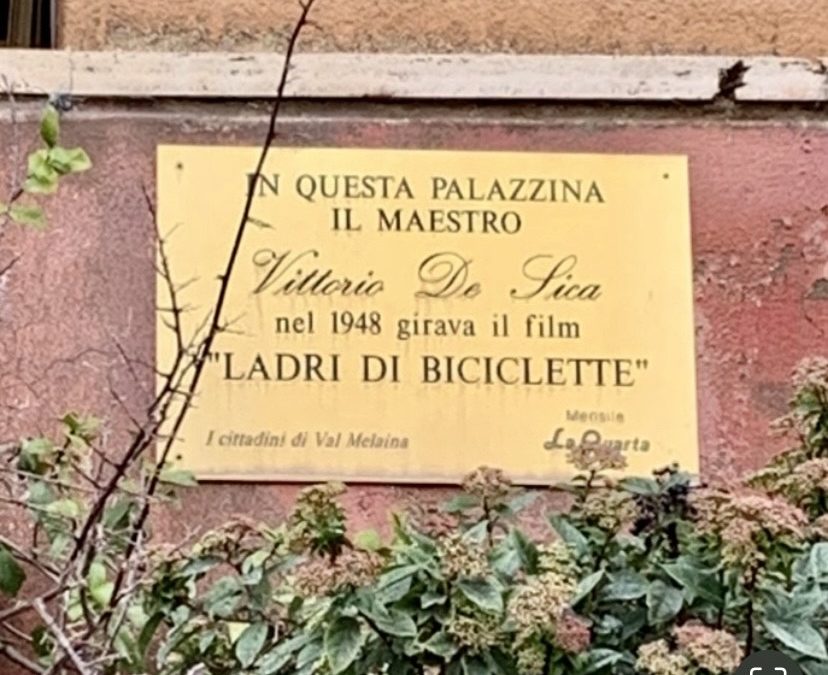 IN QUESTA PALAZZINA
IL MAESTRO
Vittorio De Sica
nel 1948 girava il film
"LADRI DI BICICLETTE"
I cittadini di Val Melaina
Mensile
La Quarta